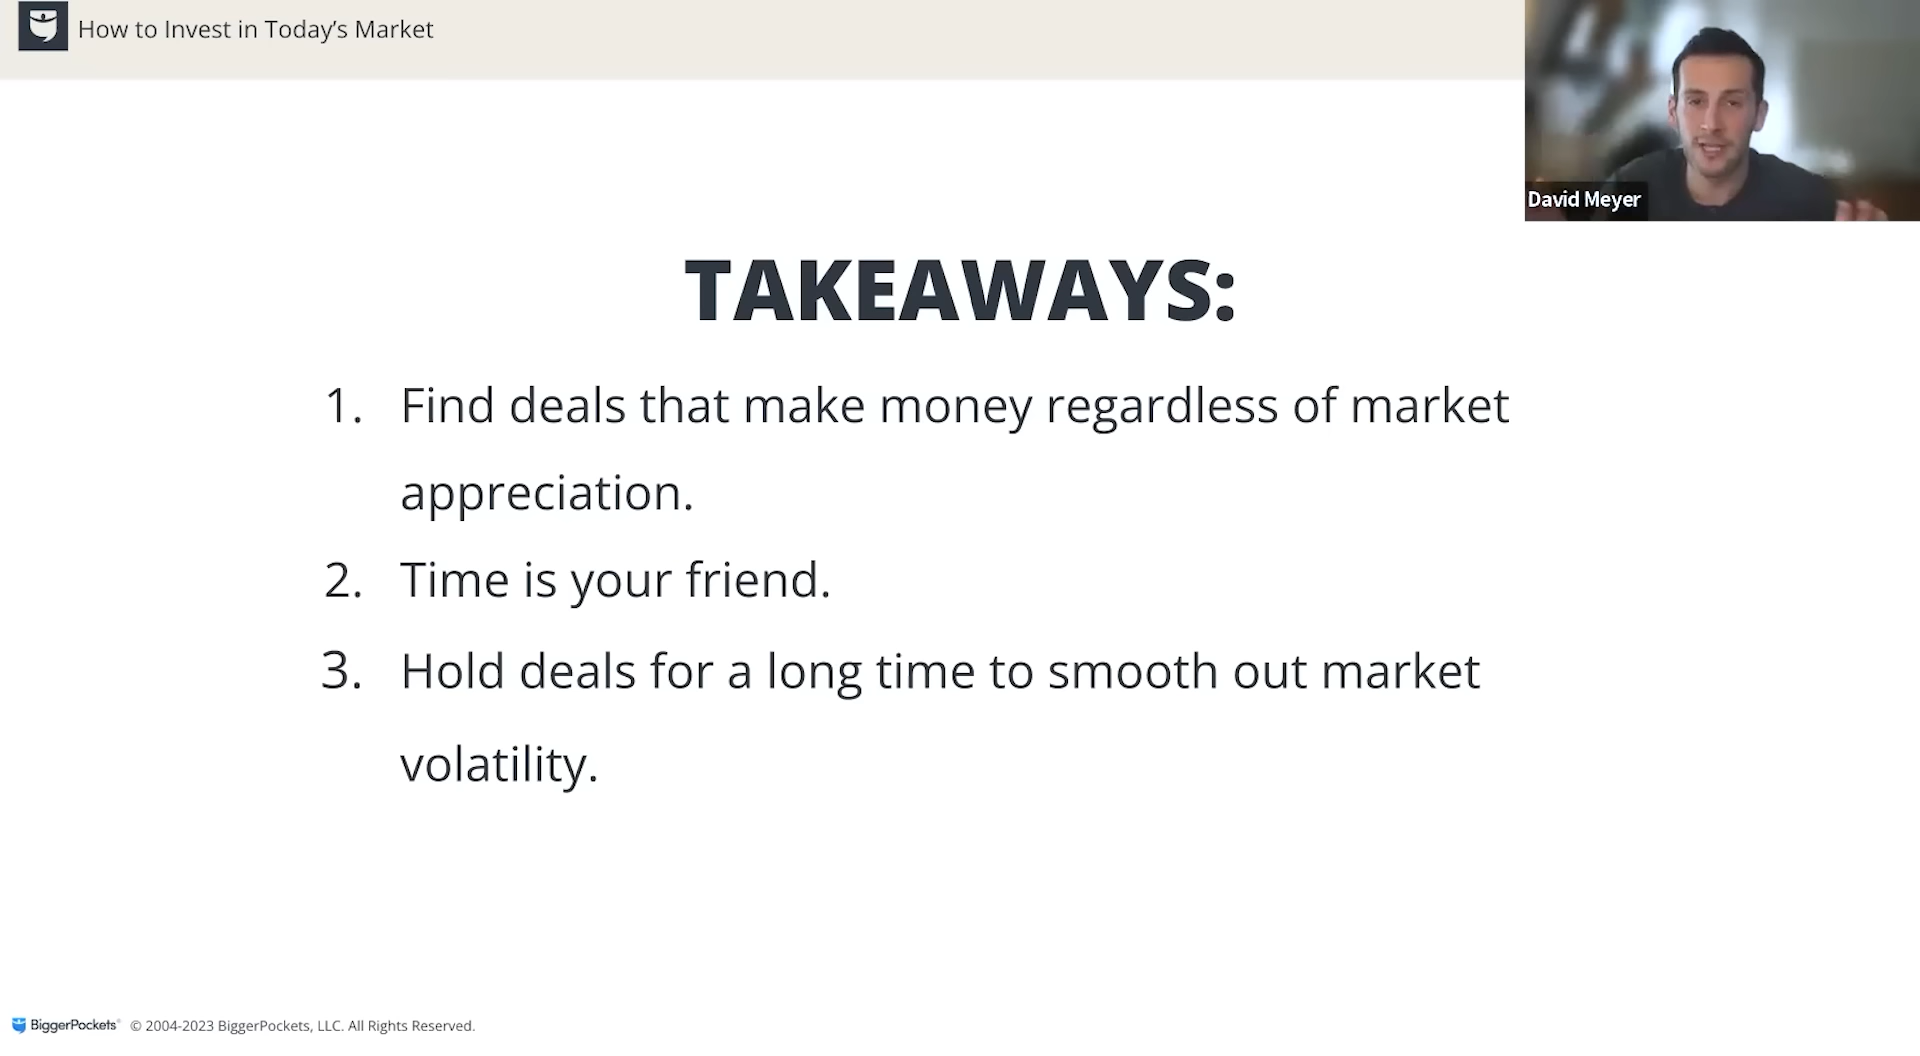 How to Invest in Today’s Market
David Meyer
TAKEAWAYS:
1. Find deals that make money regardless of market
appreciation.
2. Time is your friend.
3. Hold deals for a long time to smooth out market
volatility.
BiggerPockets® © 2004-2023 BiggerPockets, LLC. All Rights Reserved.